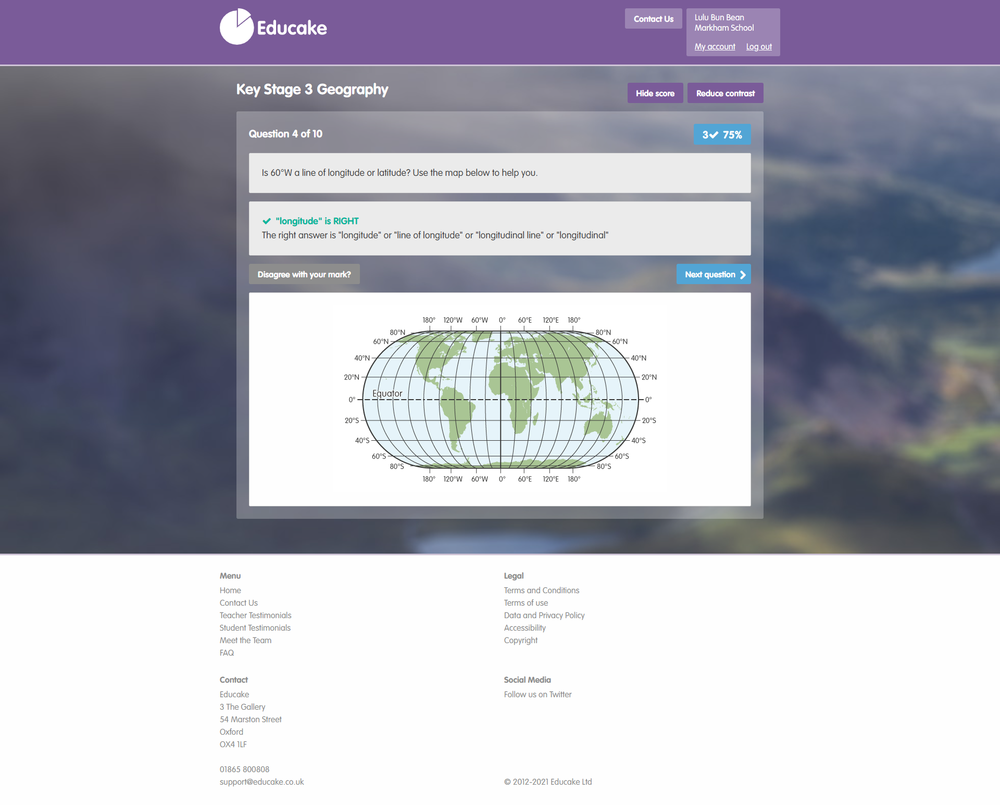 Educake
Contact Us
Lulu Bun Bean
Markham School
My account Log out
Key Stage 3 Geography
Hide score
Reduce contrast
Question 4 of 10
3✔ 75%
Is 60°W a line of longitude or latitude? Use the map below to help you.
✔ "longitude" is RIGHT
The right answer is "longitude" or "line of longitude" or "longitudinal line" or "longitudinal"
Disagree with your mark?
Next question
180° 120°W 60°W 0° 60°E 120°E 180°
80°N 80°N
60°N 60°N
40°N 40°N
20°N 20°N
Equator
0° 0°
20°S 20°S
40°S 40°S
60°S 60°S
80°S 80°S
180° 120°W 60°W 0° 60°E 120°E 180°
Menu
Home
Contact Us
Teacher Testimonials
Student Testimonials
Meet the Team
FAQ
Legal
Terms and Conditions
Terms of use
Data and Privacy Policy
Accessibility
Copyright
Contact
Educake
3 The Gallery
54 Marston Street
Oxford
OX4 1LF
01865 800808
support@educake.co.uk
Social Media
Follow us on Twitter
© 2012-2021 Educake Ltd